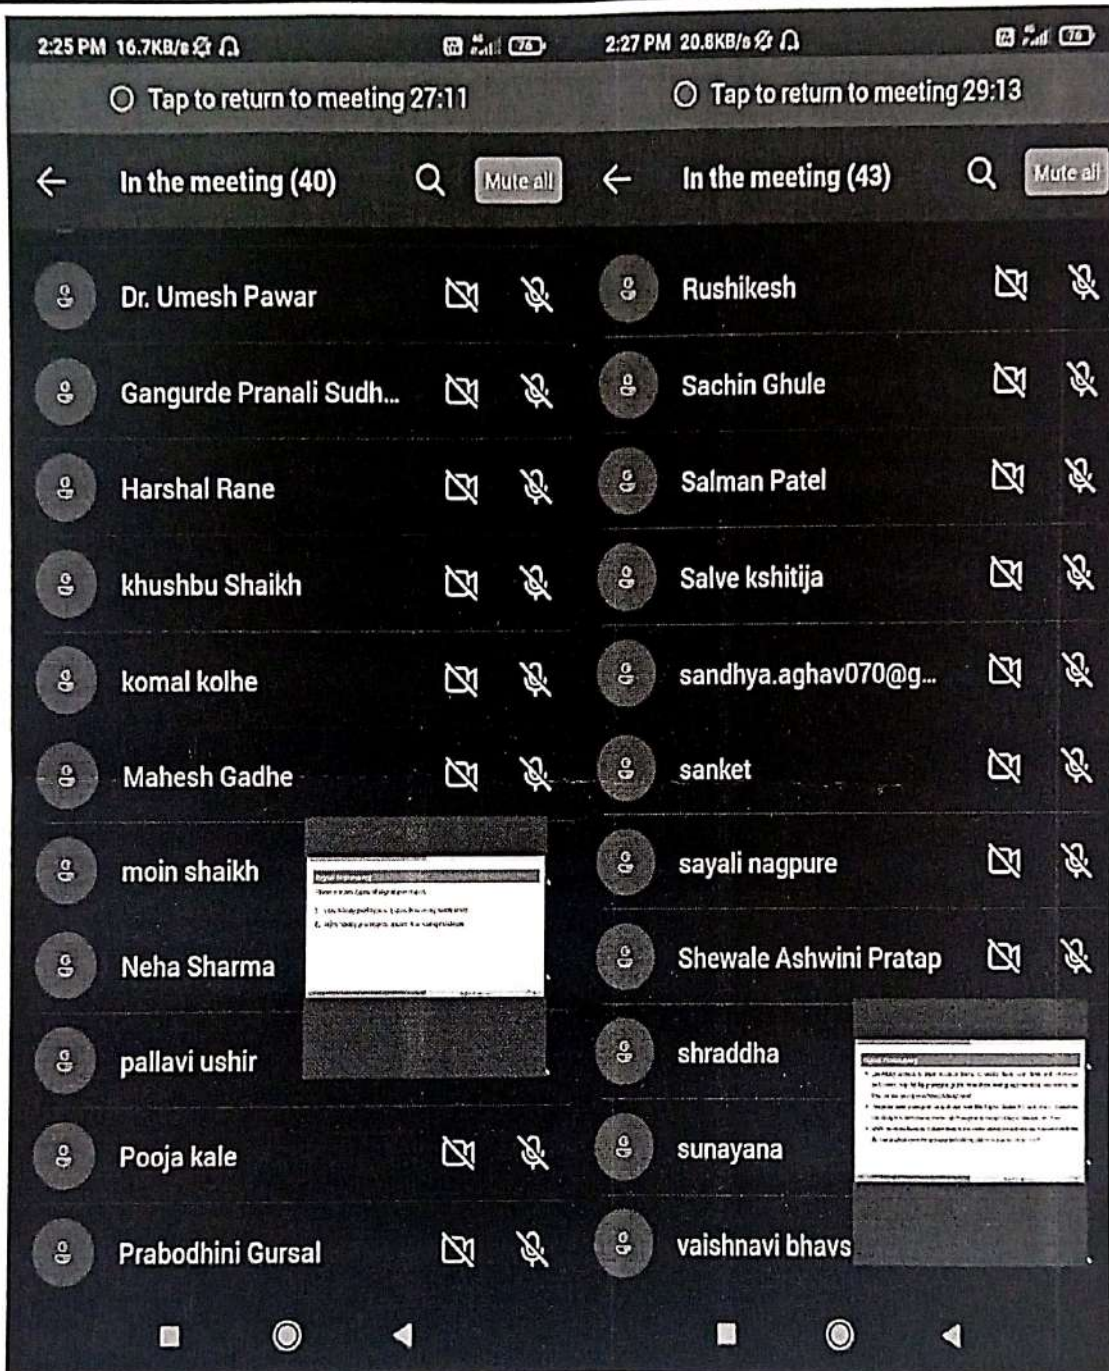 2:25 PM 16.7KB/s
4G
76
Tap to return to meeting 27:11
In the meeting (40)
Mute all
Dr. Umesh Pawar
Gangurde Pranali Sudh...
Harshal Rane
khushbu Shaikh
komal kolhe
Mahesh Gadhe
moin shaikh
Neha Sharma
pallavi ushir
Pooja kale
Prabodhini Gursal
2:27 PM 20.8KB/s
4G
76
Tap to return to meeting 29:13
In the meeting (43)
Mute all
Rushikesh
Sachin Ghule
Salman Patel
Salve kshitija
sandhya.aghav070@g...
sanket
sayali nagpure
Shewale Ashwini Pratap
shraddha
sunayana
vaishnavi bhavs